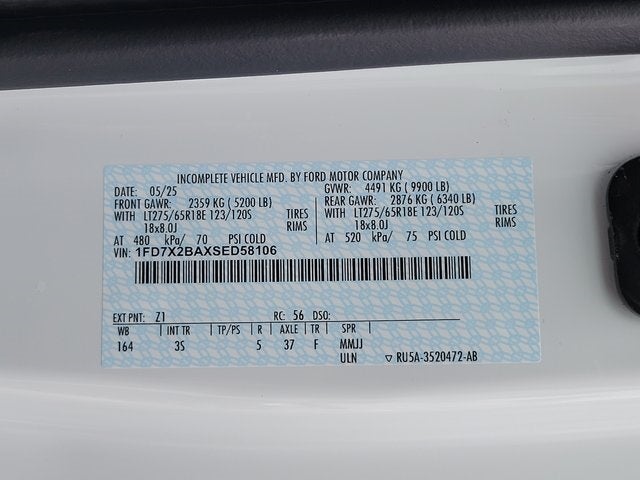 INCOMPLETE VEHICLE MFD. BY FORD MOTOR COMPANY
DATE: 05/25 GVWR: 4491 KG ( 9900 LB)
FRONT GAWR: 2359 KG ( 5200 LB) REAR GAWR: 2876 KG ( 6340 LB)
WITH LT275/65R18E 123/120S TIRES WITH LT275/65R18E 123/120S TIRES
18x8.0J RIMS 18x8.0J RIMS
AT 480 kPa/ 70 PSI COLD AT 520 kPa/ 75 PSI COLD
VIN: 1FD7X2BAXSED58106
EXT PNT: Z1 RC: 56 DSO:
WB INT TR TP/PS R AXLE TR SPR
164 3S 5 37 F MMJJ
ULN ▽ RU5A-3520472-AB